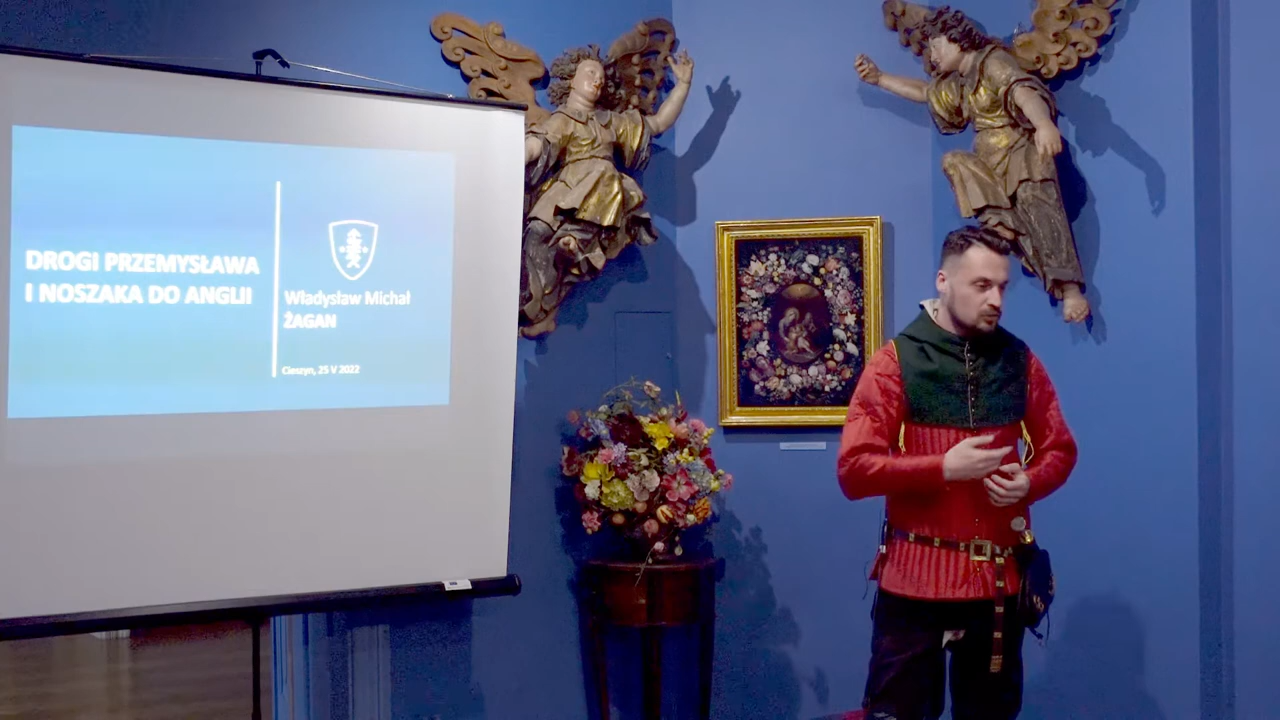 DROGI PRZEMYSŁAWA
I NOSZAKA DO ANGLII
Władysław Michał
ŻAGAN
Cieszyn, 25 V 2022